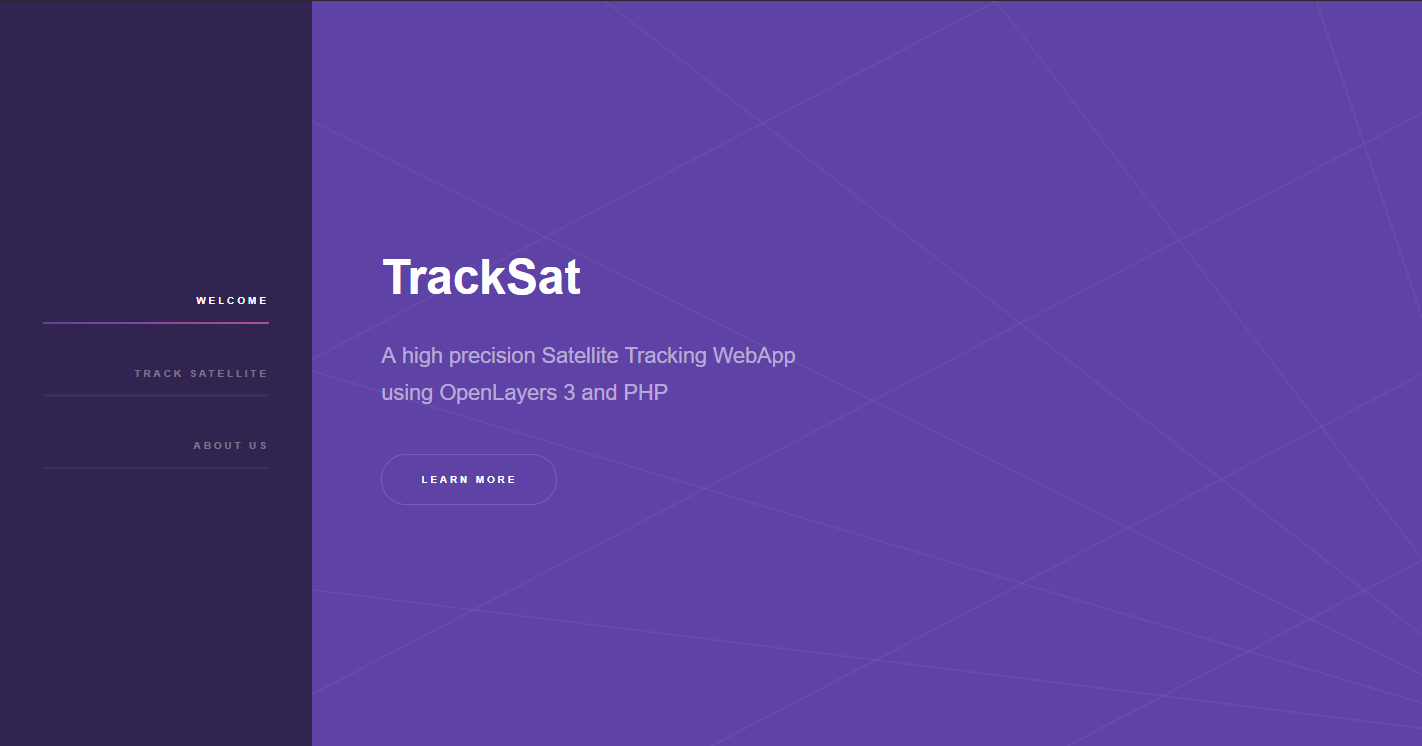 WELCOME
TRACK SATELLITE
ABOUT US
TrackSat
A high precision Satellite Tracking WebApp
using OpenLayers 3 and PHP
LEARN MORE